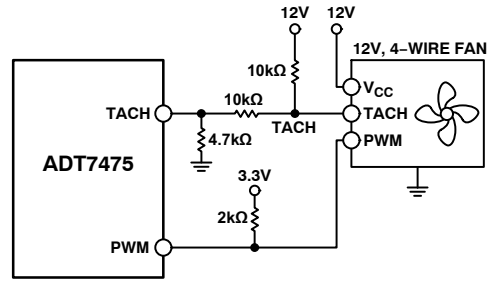 12V 12V
12V, 4–WIRE FAN
10kΩ
VCC
10kΩ
TACH
TACH
TACH
4.7kΩ
PWM
ADT7475
3.3V
2kΩ
PWM